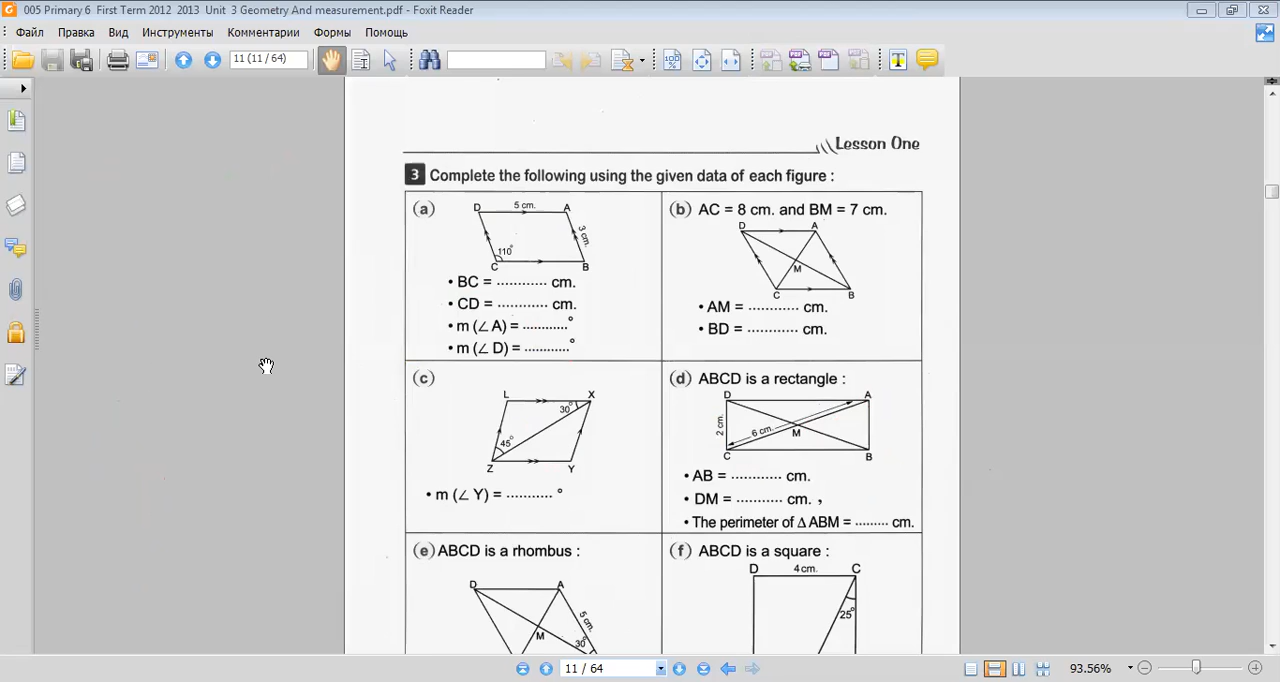 005 Primary 6 First Term 2012 2013 Unit 3 Geometry And measurement.pdf - Foxit Reader
Файл Правка Вид Инструменты Комментарии Формы Помощь
11 (11 / 64)
Lesson One
3 Complete the following using the given data of each figure :
(a)
D 5 cm. A
3 cm.
110°
C B
• BC = ............ cm.
• CD = ............ cm.
• m (∠ A) = ............°
• m (∠ D) = ............°
(b) AC = 8 cm. and BM = 7 cm.
D A
M
C B
• AM = ............ cm.
• BD = ............ cm.
(c)
L X
30°
45°
Z Y
• m (∠ Y) = ........... °
(d) ABCD is a rectangle :
D A
2 cm. 6 cm. M
C B
• AB = ............ cm.
• DM = ........... cm. ,
• The perimeter of Δ ABM = ......... cm.
(e) ABCD is a rhombus :
D A
5 cm.
M 30°
(f) ABCD is a square :
D 4 cm. C
25°
11 / 64
93.56%